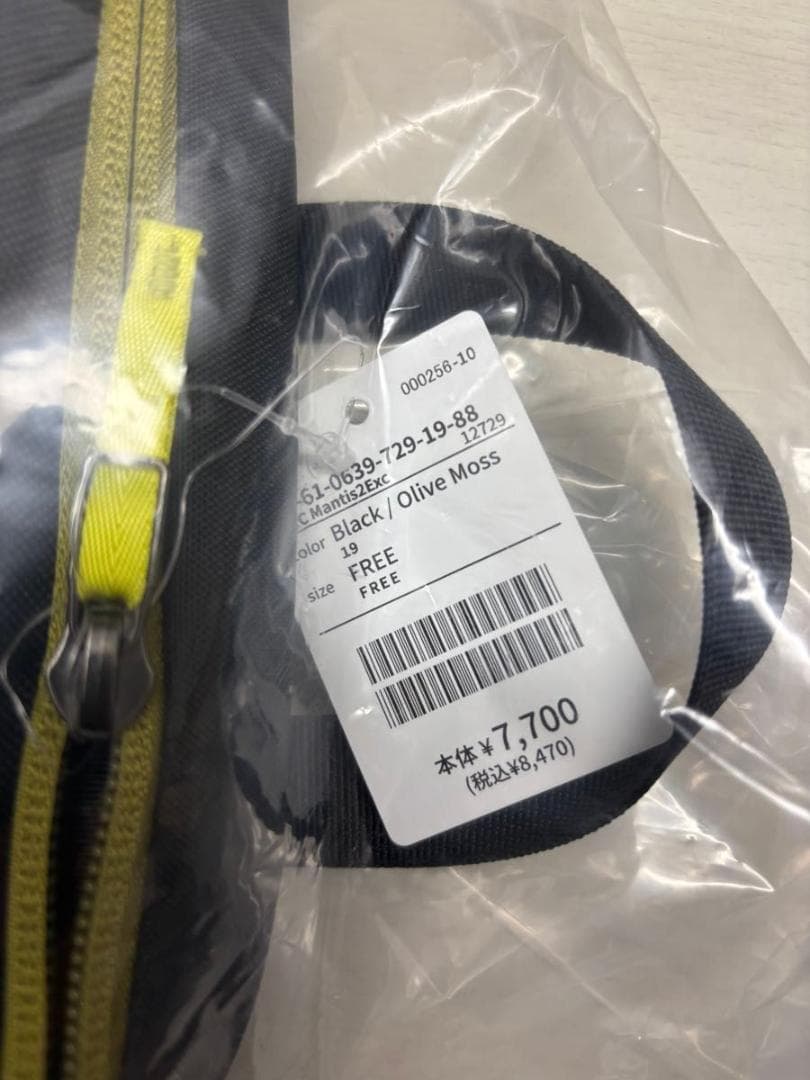 000256-10
-61-0639-729-19-88
C Mantis2Exc 12729
olor Black / Olive Moss
19
size FREE
FREE
本体¥7,700
(税込¥8,470)